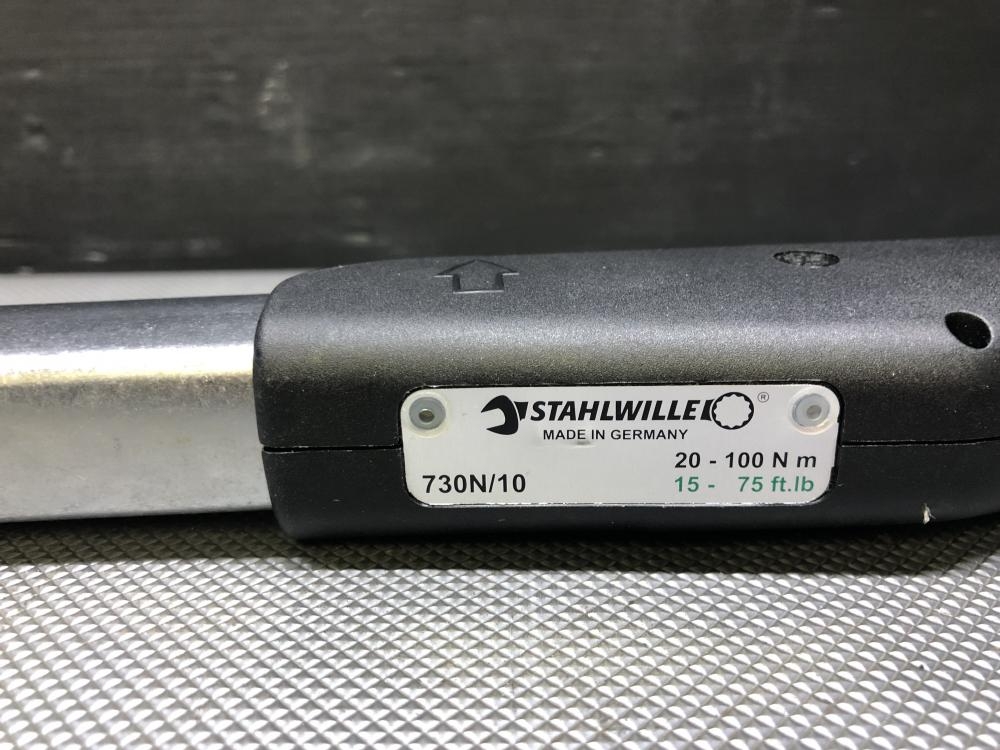 STAHLWILLE ®
MADE IN GERMANY
20 - 100 N m
730N/10
15 - 75 ft.lb